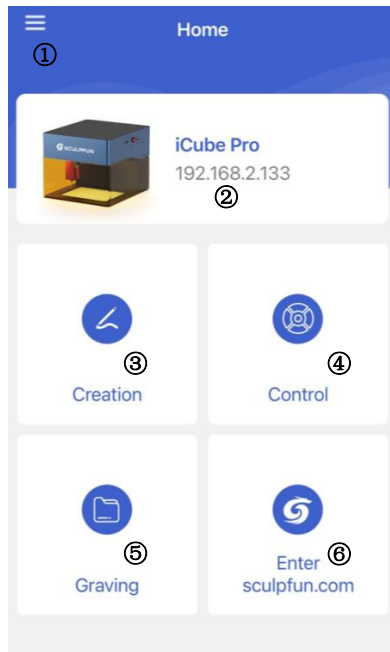 Home
①
SCULPFUN
iCube Pro
192.168.2.133
②
③
Creation
④
Control
⑤
Graving
Enter ⑥
sculpfun.com